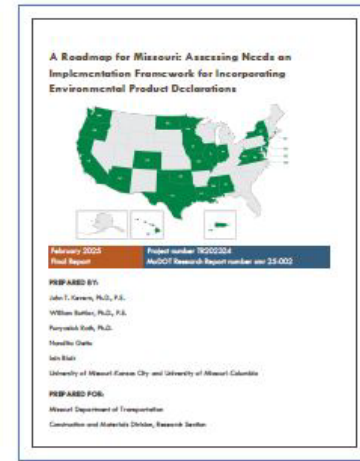 A Roadmap for Missouri: Assessing Needs an
Implementation Framework for Incorporating
Environmental Product Declarations
February 2025
Project number TR202324
Final Report
MoDOT Research Report number cmr 25-002
PREPARED BY:
John T. Kevern, Ph.D., P.E.
William Buttlar, Ph.D., P.E.
Punyaslok Rath, Ph.D.
Nandita Gettu
Iain Blair
University of Missouri-Kansas City and University of Missouri-Columbia
PREPARED FOR:
Missouri Department of Transportation
Construction and Materials Division, Research Section